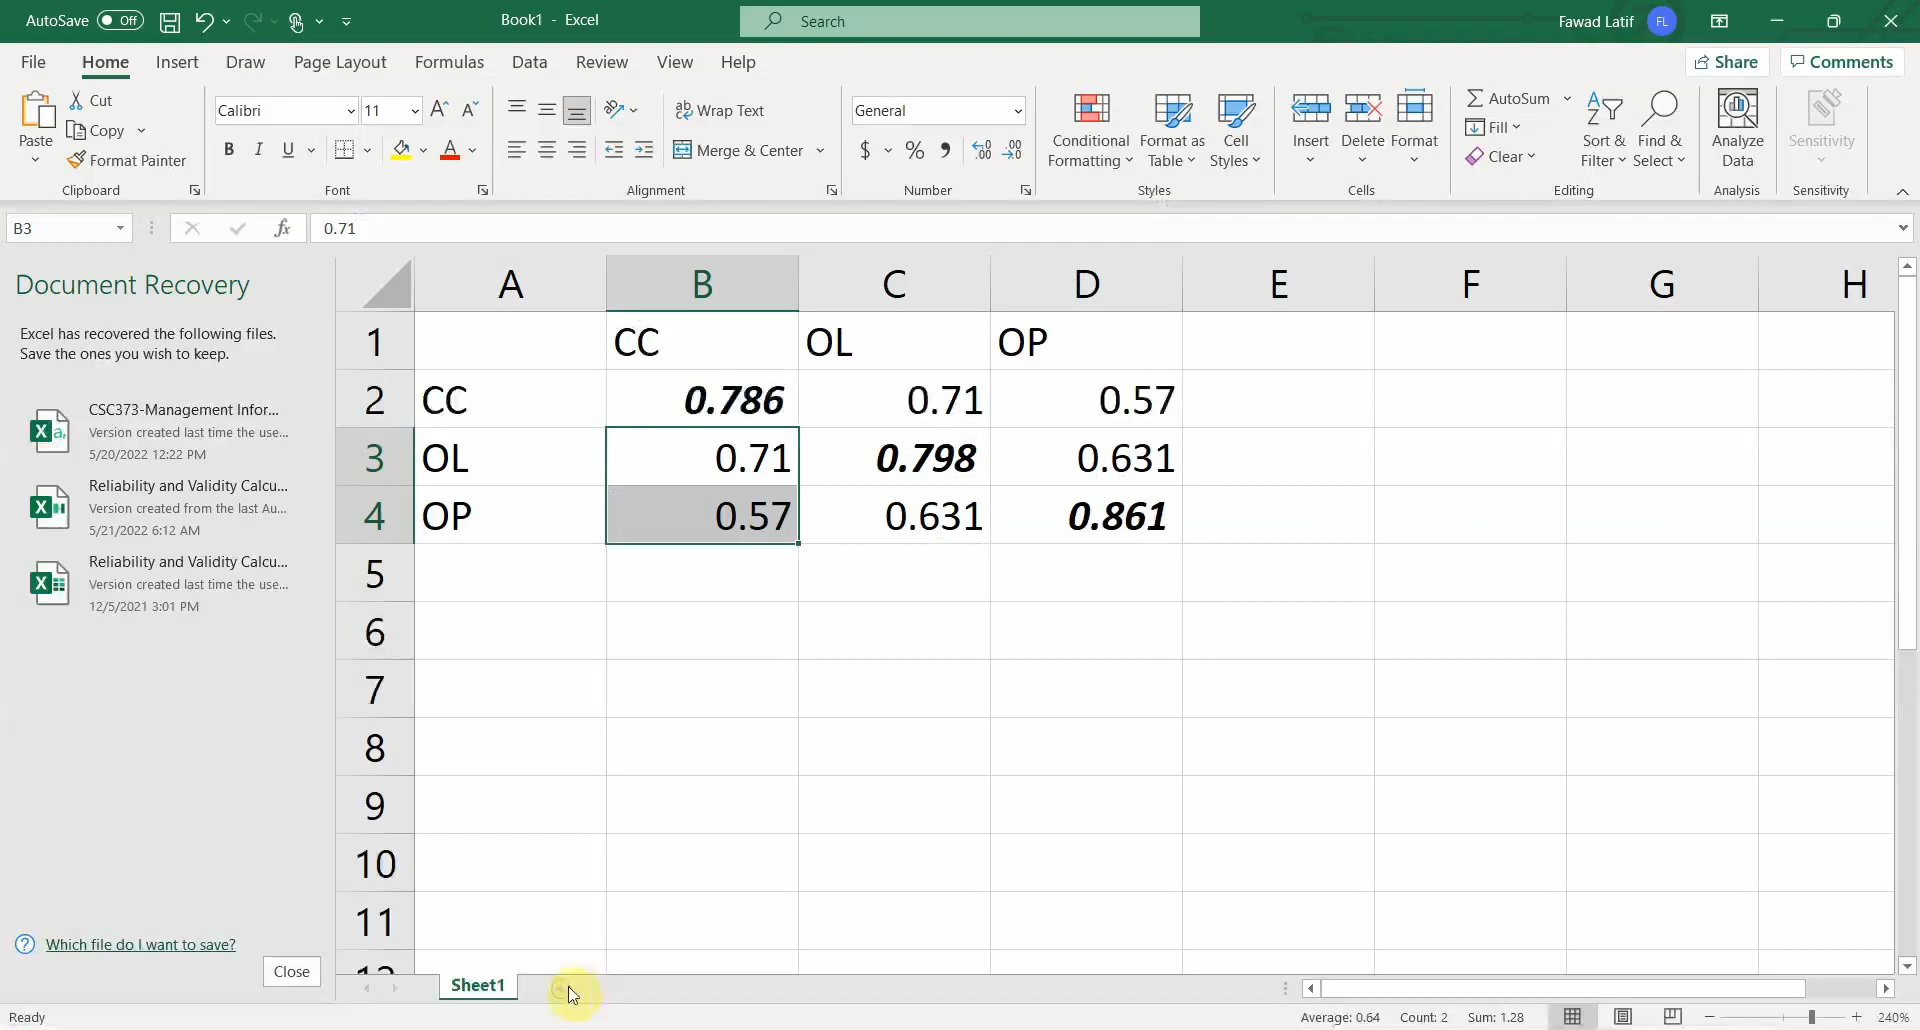 AutoSave Off Book1 - Excel Search Fawad Latif FL
File Home Insert Draw Page Layout Formulas Data Review View Help Share Comments
Paste Cut
Copy
Format Painter
Clipboard
Calibri 11
B I U
Font
Wrap Text
Merge & Center
Alignment
General
$ % 9 .00
Number
Conditional Formatting
Format as Table
Cell Styles
Styles
Insert Delete Format
Cells
AutoSum
Fill
Clear
Sort & Filter
Find & Select
Editing
Analyze Data
Analysis
Sensitivity
Sensitivity
B3 fx 0.71
Document Recovery
Excel has recovered the following files.
Save the ones you wish to keep.
CSC373-Management Infor...
Version created last time the use...
5/20/2022 12:22 PM
Reliability and Validity Calcu...
Version created from the last Au...
5/21/2022 6:12 AM
Reliability and Validity Calcu...
Version created last time the use...
12/5/2021 3:01 PM
Which file do I want to save?
Close
A B C D E F G H
1 CC OL OP
2 CC 0.786 0.71 0.57
3 OL 0.71 0.798 0.631
4 OP 0.57 0.631 0.861
5
6
7
8
9
10
11
12
Sheet1
Ready Average: 0.64 Count: 2 Sum: 1.28 240%